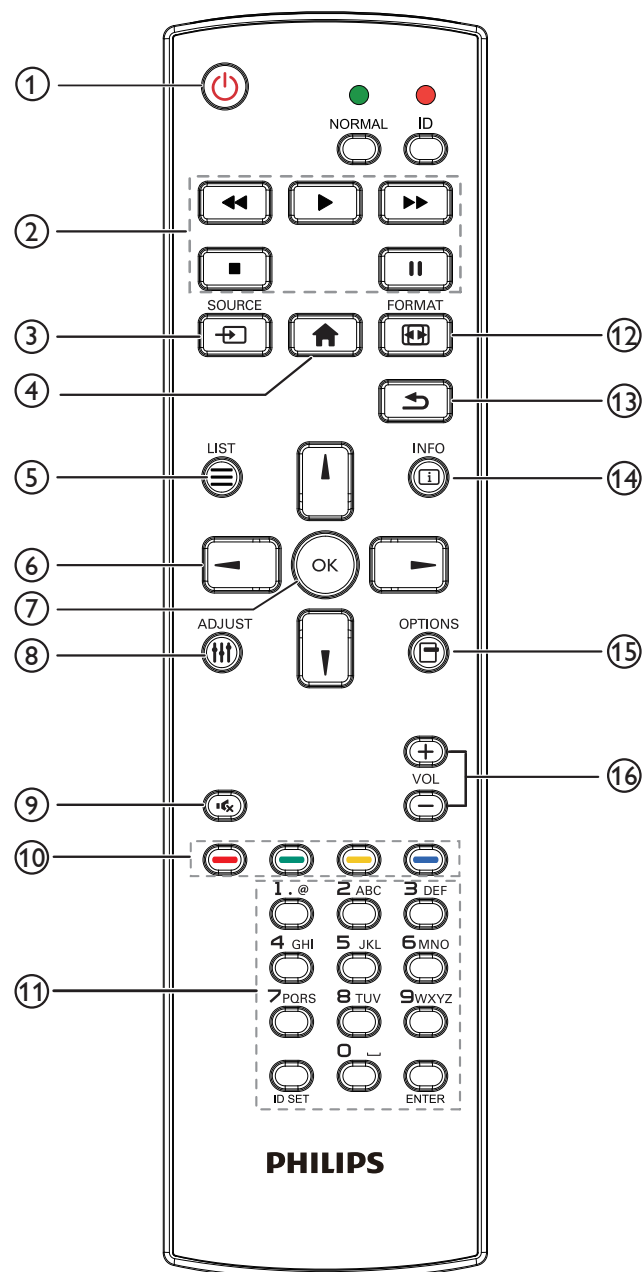 1
NORMAL ID
2
SOURCE FORMAT
3
12
4
13
LIST INFO
5
i
14
6
OK
7
ADJUST OPTIONS
8
15
+
VOL
16
9
−
10
1 . @ 2 ABC 3 DEF
4 GHI 5 JKL 6 MNO
11
7 PQRS 8 TUV 9 WXYZ
0 ⎵
ID SET ENTER
PHILIPS